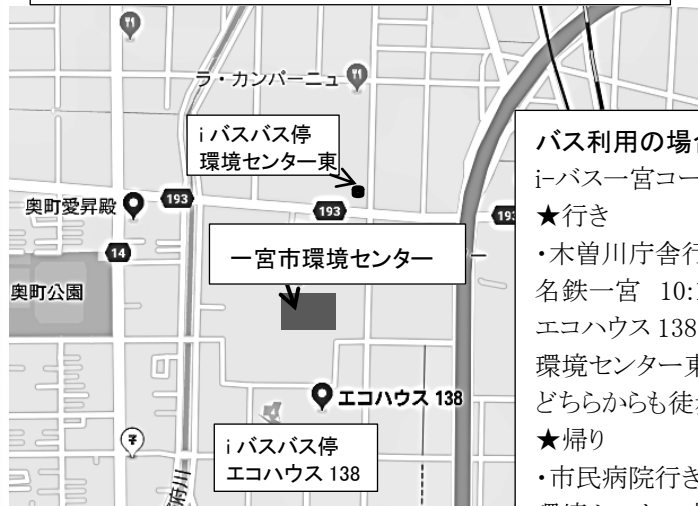 ラ・カンパーニュ
i バスバス停
環境センター東
193
193
193
奥町愛昇殿
14
一宮市環境センター
奥町公園
エコハウス 138
i バスバス停
エコハウス 138
府川
バス利用の場合
i-バス一宮コー
★行き
・木曽川庁舎行
名鉄一宮 10:
エコハウス 138
環境センター東
どちらからも徒
★帰り
・市民病院行き